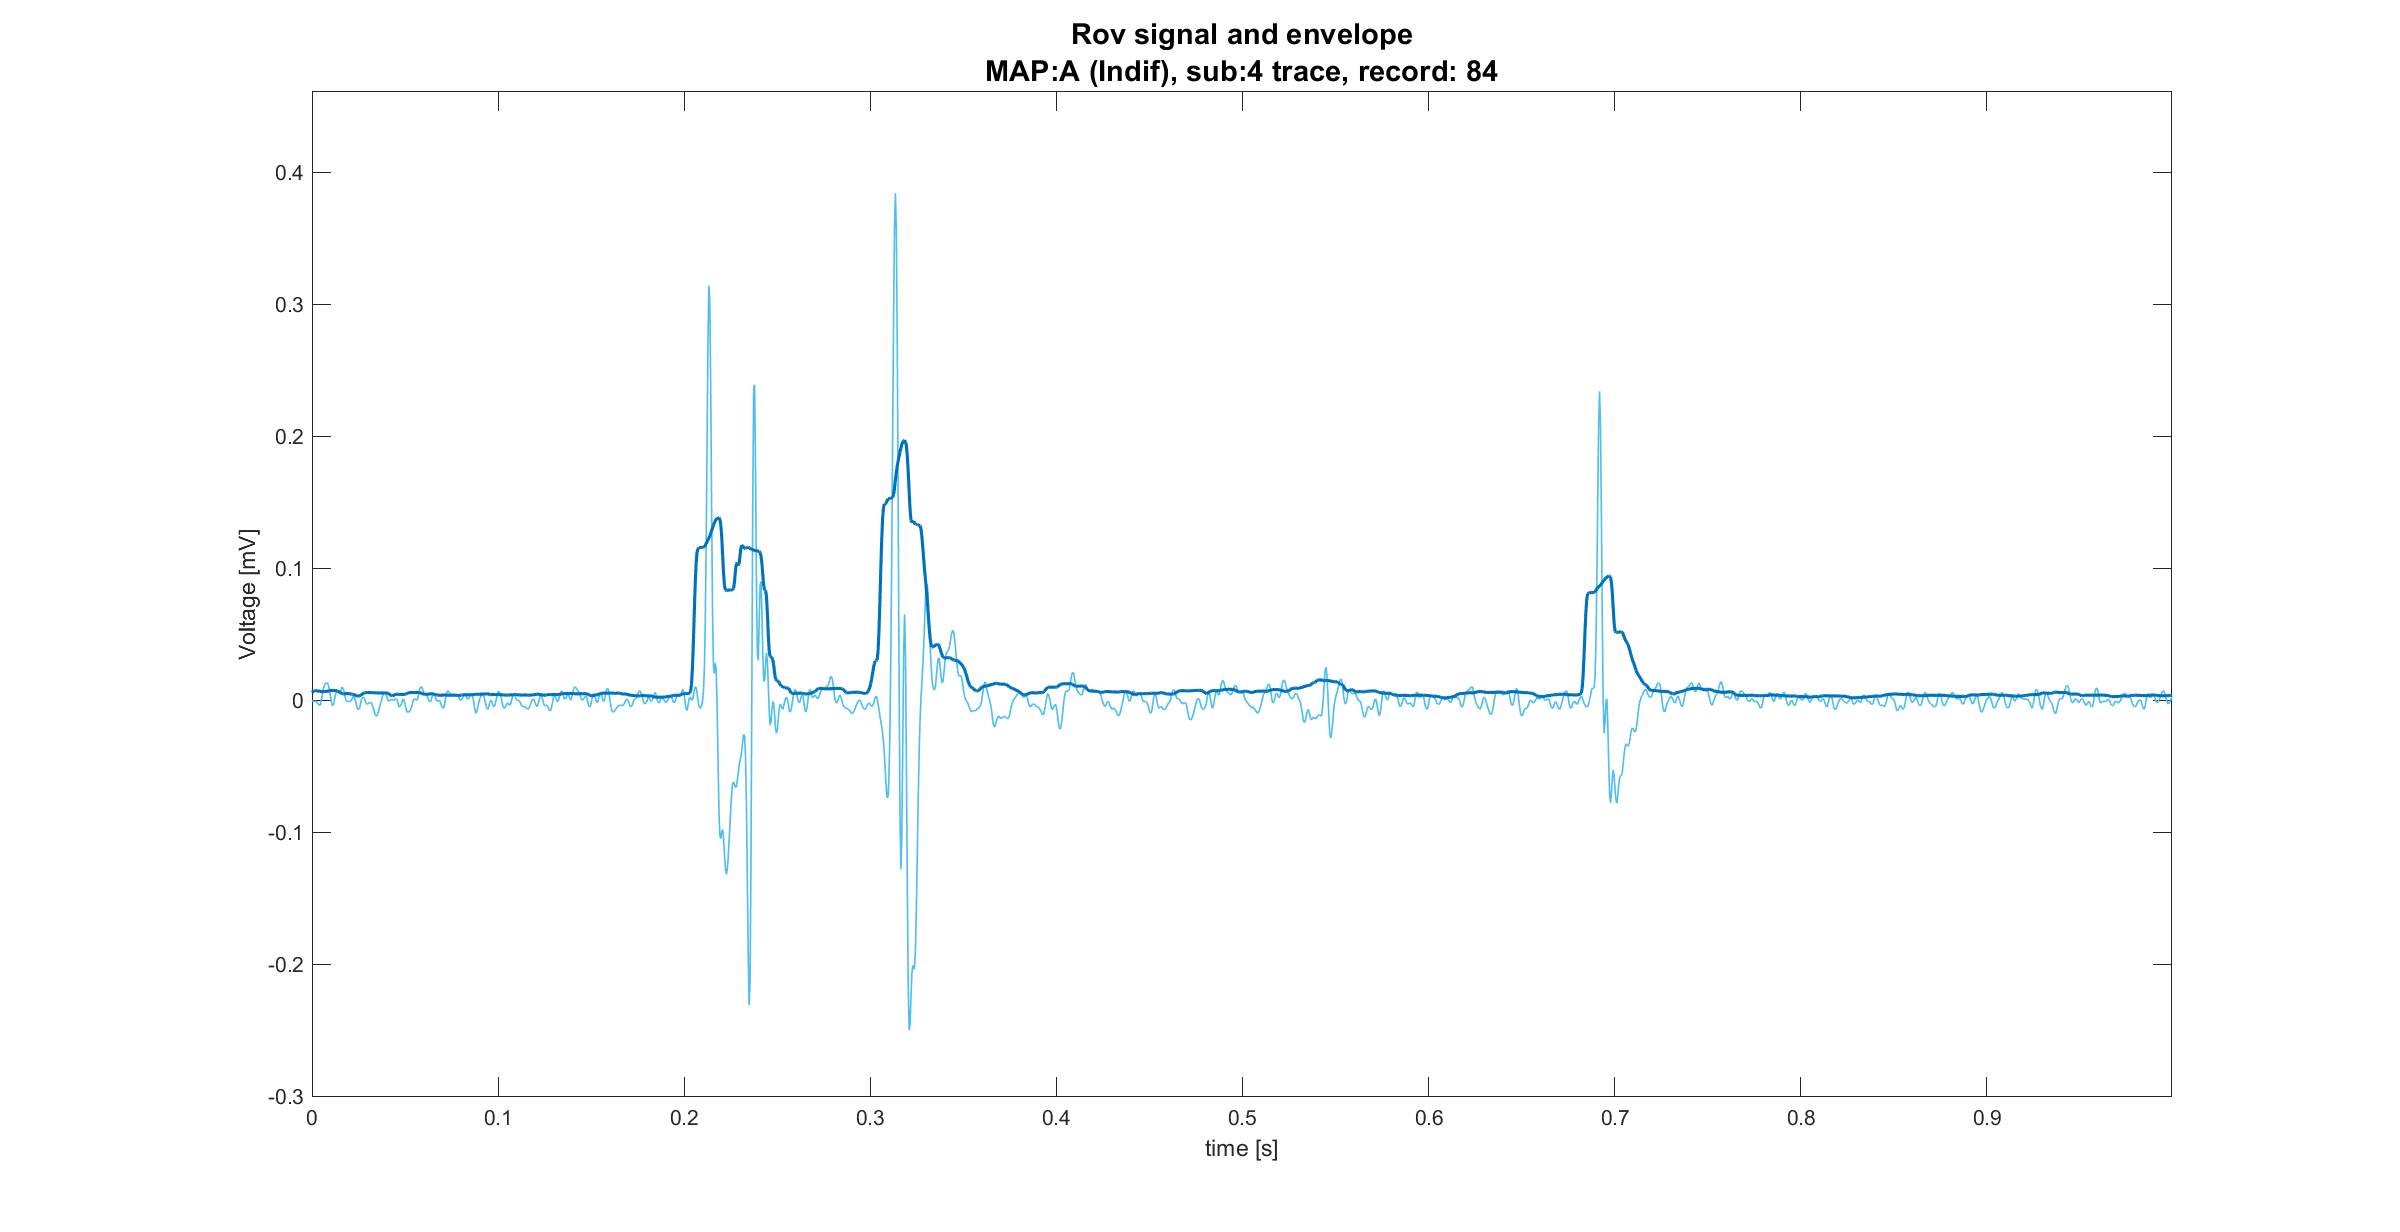 Rov signal and envelope
MAP:A (Indif), sub:4 trace, record: 84
0.4
0.3
0.2
0.1
0
-0.1
-0.2
-0.3
Voltage [mV]
0 0.1 0.2 0.3 0.4 0.5 0.6 0.7 0.8 0.9
time [s]